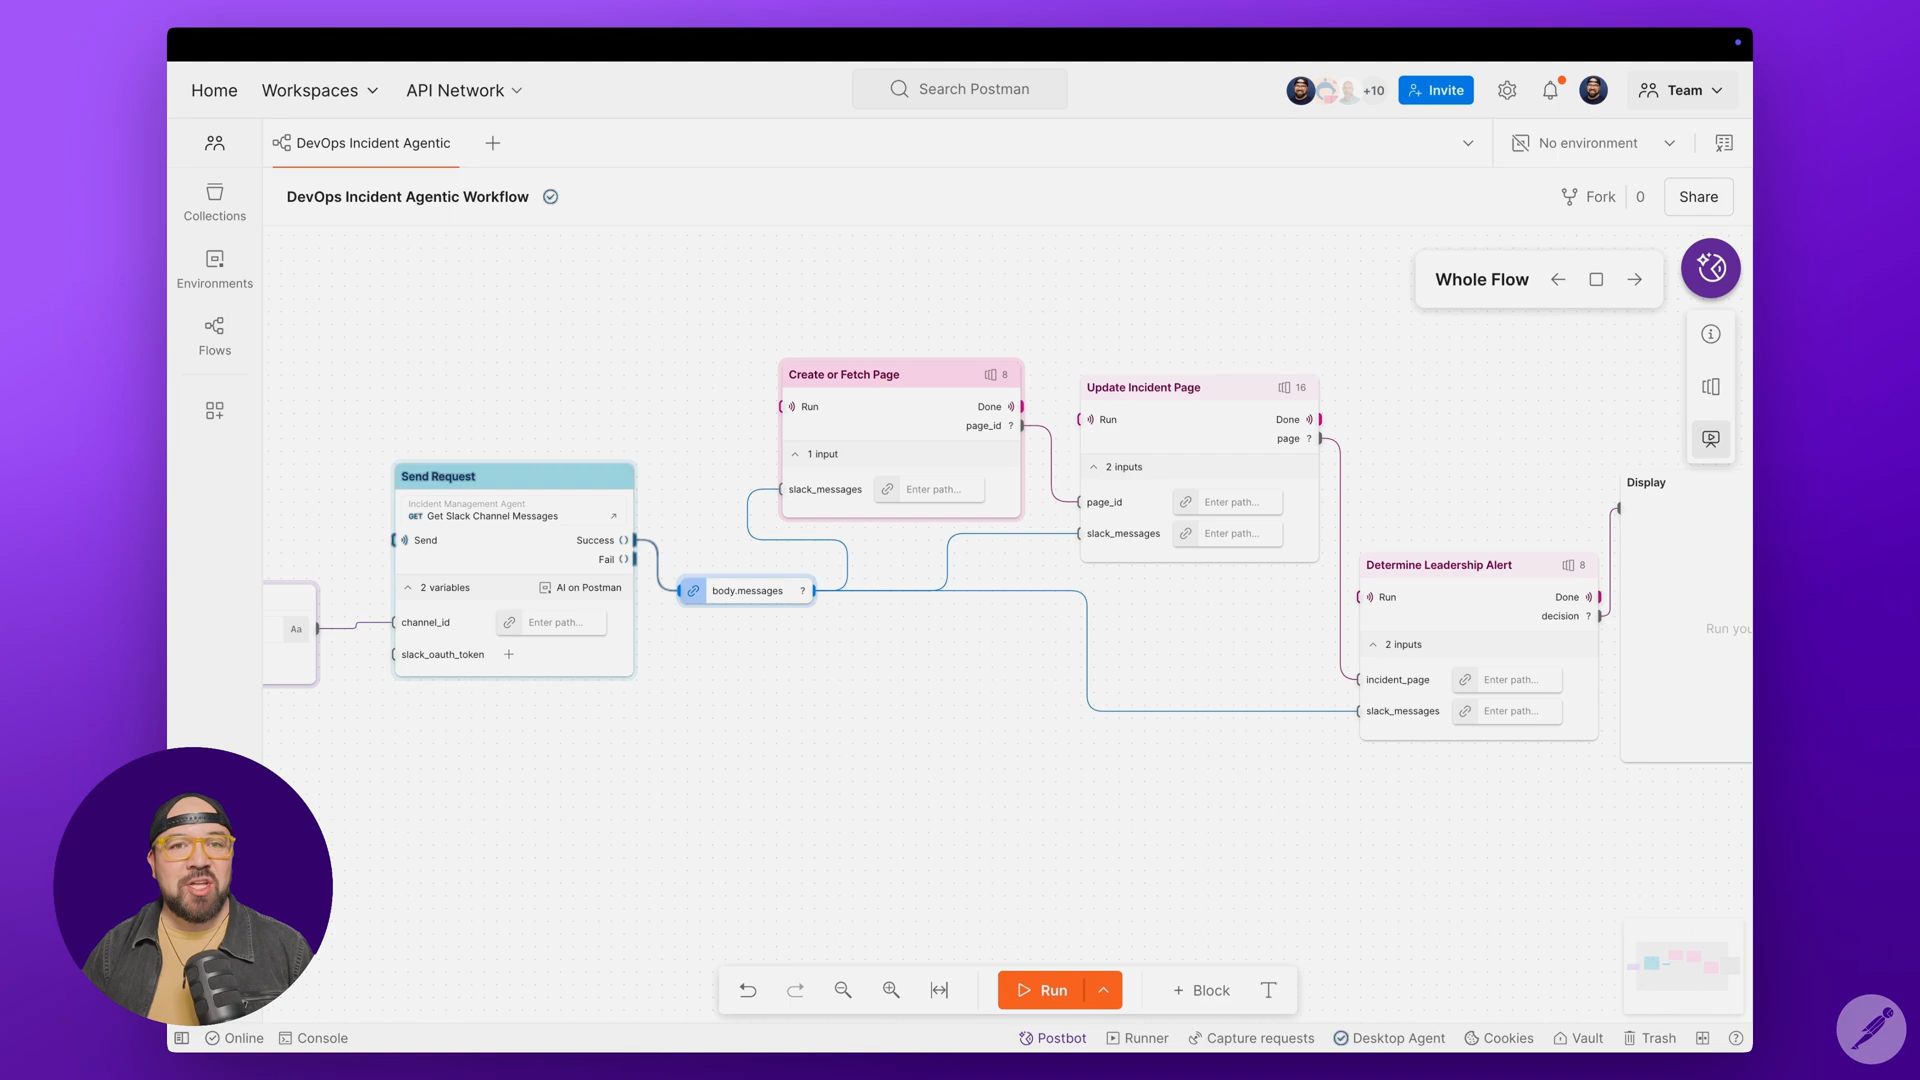 Home
Workspaces
API Network
Search Postman
+10
Invite
Team
DevOps Incident Agentic
No environment
Collections
Environments
Flows
DevOps Incident Agentic Workflow
Fork
0
Share
Whole Flow
Create or Fetch Page
8
Run
Done
page_id ?
1 input
slack_messages
Enter path...
Update Incident Page
16
Run
Done
page ?
2 inputs
page_id
Enter path...
slack_messages
Enter path...
Send Request
Incident Management Agent
GET Get Slack Channel Messages
Send
Success
Fail
2 variables
AI on Postman
channel_id
Enter path...
slack_oauth_token
Aa
body.messages ?
Determine Leadership Alert
8
Run
Done
decision ?
2 inputs
incident_page
Enter path...
slack_messages
Enter path...
Display
Run you
Run
+ Block
T
Online
Console
Postbot
Runner
Capture requests
Desktop Agent
Cookies
Vault
Trash